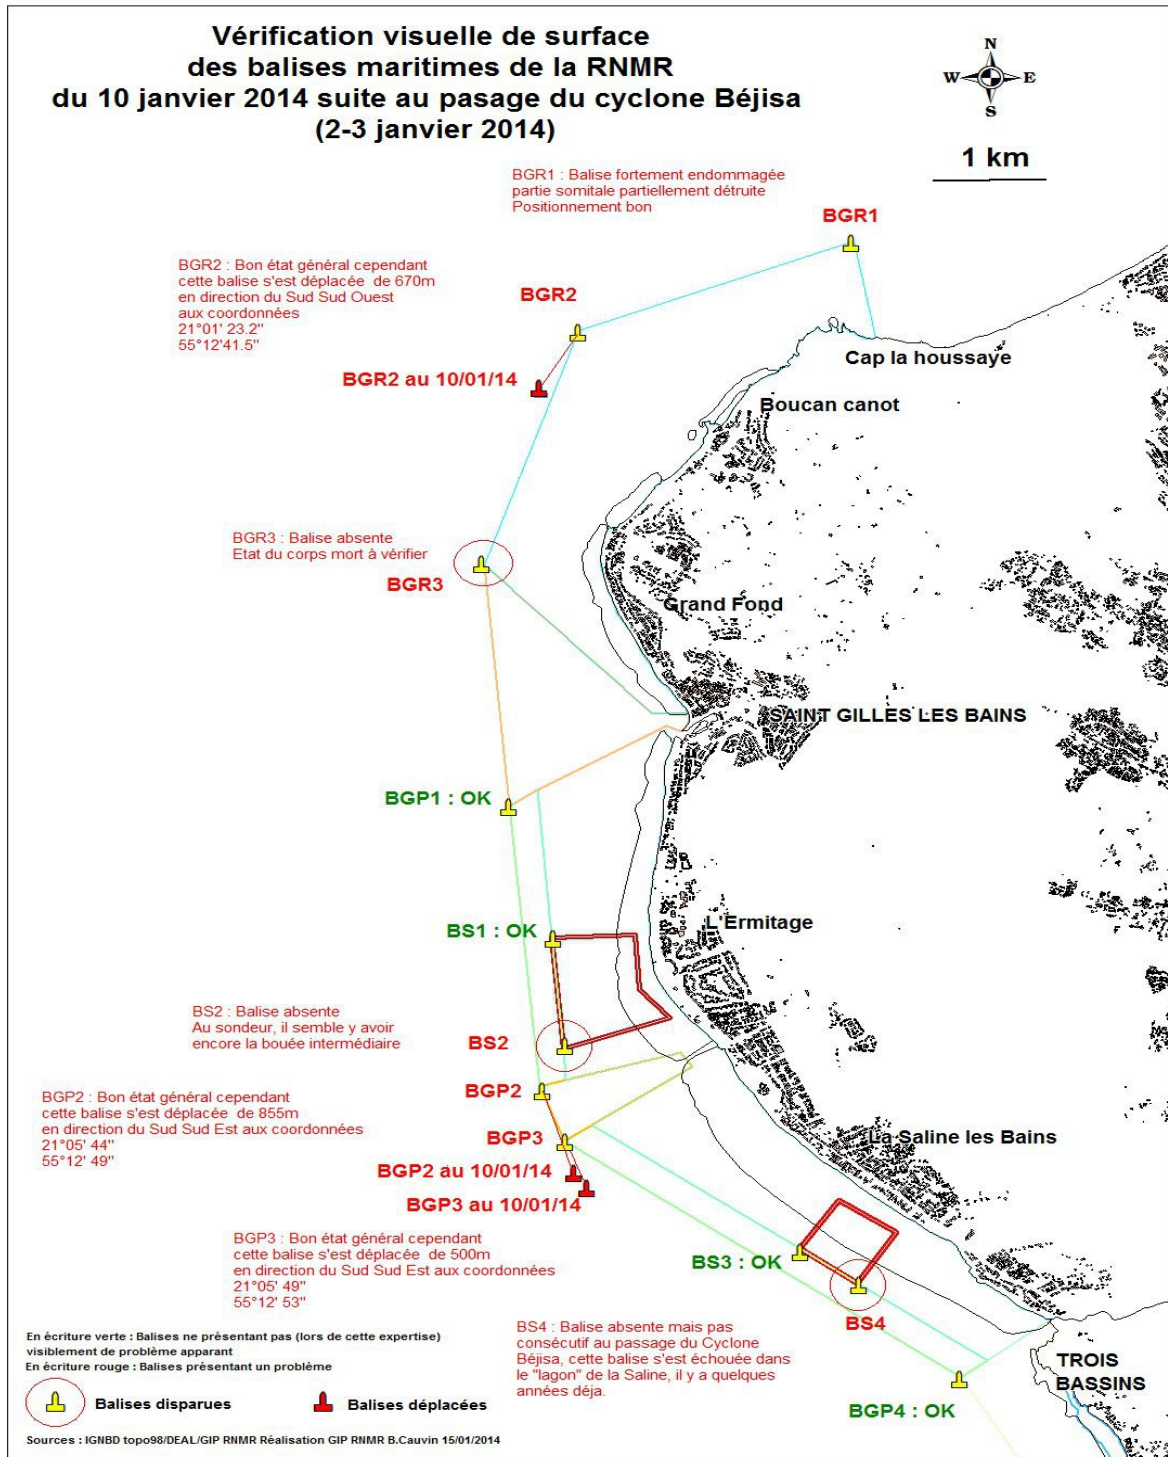 Vérification visuelle de surface
des balises maritimes de la RNMR
du 10 janvier 2014 suite au pasage du cyclone Béjisa
(2-3 janvier 2014)
N
W E
S
1 km
BGR1 : Balise fortement endommagée
partie somitale partiellement détruite
Positionnement bon
BGR1
BGR2 : Bon état général cependant
cette balise s'est déplacée de 670m
en direction du Sud Sud Ouest
aux coordonnées
21°01' 23.2"
55°12'41.5"
BGR2
BGR2 au 10/01/14
Cap la houssaye
Boucan canot
BGR3 : Balise absente
Etat du corps mort à vérifier
BGR3
Grand Fond
SAINT GILLES LES BAINS
BGP1 : OK
L'Ermitage
BS1 : OK
BS2 : Balise absente
Au sondeur, il semble y avoir
encore la bouée intermédiaire
BS2
BGP2 : Bon état général cependant
cette balise s'est déplacée de 855m
en direction du Sud Sud Est aux coordonnées
21°05' 44"
55°12' 49"
BGP2
BGP3
La Saline les Bains
BGP2 au 10/01/14
BGP3 au 10/01/14
BGP3 : Bon état général cependant
cette balise s'est déplacée de 500m
en direction du Sud Sud Est aux coordonnées
21°05' 49"
55°12' 53"
BS3 : OK
BS4
BS4 : Balise absente mais pas
consécutif au passage du Cyclone
Béjisa, cette balise s'est échouée dans
le "lagon" de la Saline, il y a quelques
années déja.
TROIS
BASSINS
BGP4 : OK
En écriture verte : Balises ne présentant pas (lors de cette expertise)
visiblement de problème apparant
En écriture rouge : Balises présentant un problème
Balises disparues
Balises déplacées
Sources : IGNBD topo98/DEAL/GIP RNMR Réalisation GIP RNMR B.Cauvin 15/01/2014